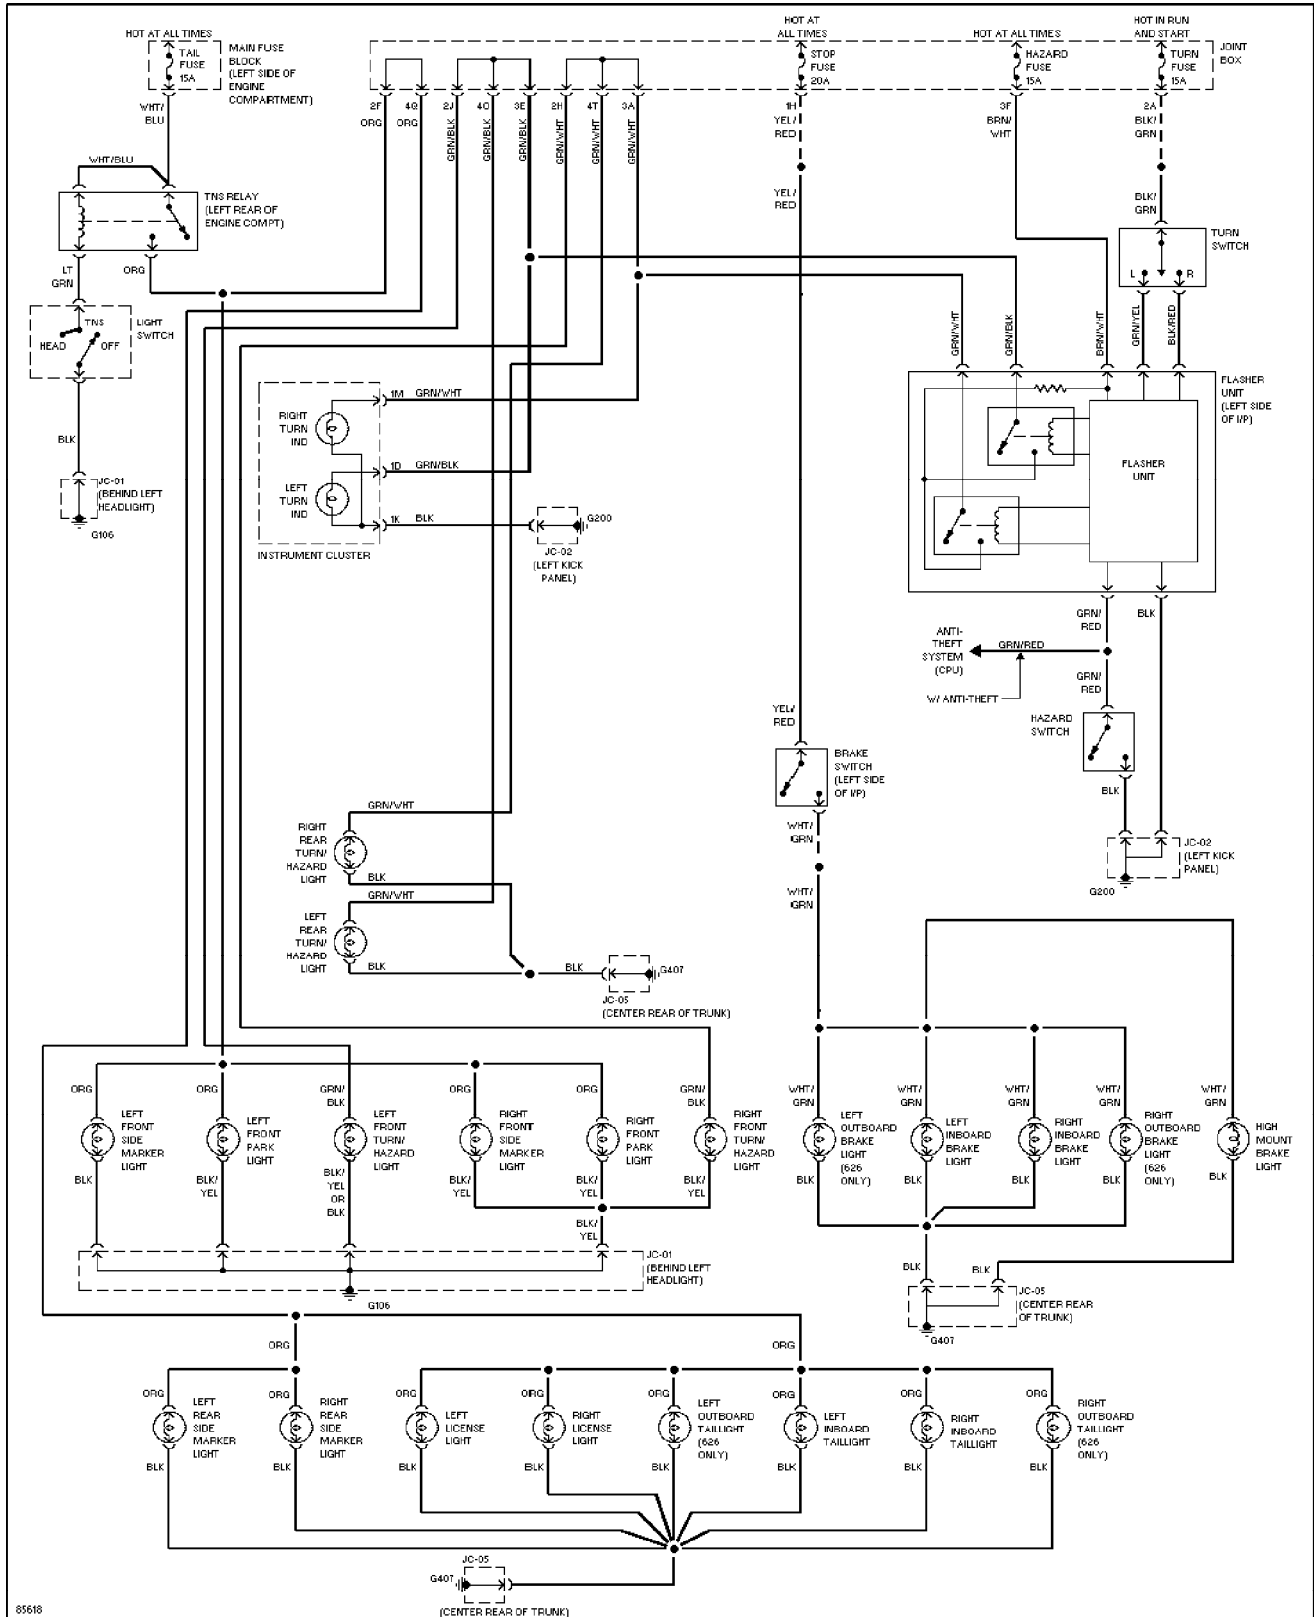 HOT AT ALL TIMES
TAIL
FUSE
15A
MAIN FUSE
BLOCK
(LEFT SIDE OF
ENGINE
COMPARTMENT)
HOT AT
ALL TIMES
STOP
FUSE
20A
HOT AT ALL TIMES
HAZARD
FUSE
15A
HOT IN RUN
AND START
TURN
FUSE
15A
JOINT
BOX
WHT/
BLU
2F
ORG
4Q
ORG
2J
GRN/BLK
4O
GRN/BLK
3E
GRN/BLK
2H
GRN/WHT
4T
GRN/WHT
3A
GRN/WHT
1H
YEL/
RED
3F
BRN/
WHT
2A
BLK/
GRN
WHT/BLU
YEL/
RED
BLK/
GRN
TNS RELAY
(LEFT REAR OF
ENGINE COMPT)
TURN
SWITCH
L
R
LT
GRN
ORG
TNS
HEAD
OFF
LIGHT
SWITCH
GRN/WHT
GRN/BLK
BRN/WHT
GRN/YEL
BLK/RED
FLASHER
UNIT
(LEFT SIDE
OF I/P)
BLK
JC-01
(BEHIND LEFT
HEADLIGHT)
G106
RIGHT
TURN
IND
1M
GRN/WHT
LEFT
TURN
IND
1D
GRN/BLK
1K
BLK
G200
INSTRUMENT CLUSTER
JC-02
(LEFT KICK
PANEL)
FLASHER
UNIT
GRN/
RED
BLK
ANTI-
THEFT
SYSTEM
(CPU)
GRN/RED
W/ ANTI-THEFT
GRN/
RED
HAZARD
SWITCH
BLK
JC-02
(LEFT KICK
PANEL)
G200
YEL/
RED
BRAKE
SWITCH
(LEFT SIDE
OF I/P)
WHT/
GRN
WHT/
GRN
GRN/WHT
RIGHT
REAR
TURN/
HAZARD
LIGHT
BLK
GRN/WHT
LEFT
REAR
TURN/
HAZARD
LIGHT
BLK
BLK
G407
JC-05
(CENTER REAR OF TRUNK)
ORG
LEFT
FRONT
SIDE
MARKER
LIGHT
BLK
ORG
LEFT
FRONT
PARK
LIGHT
BLK/
YEL
GRN/
BLK
LEFT
FRONT
TURN/
HAZARD
LIGHT
BLK/
YEL
OR
BLK
ORG
RIGHT
FRONT
SIDE
MARKER
LIGHT
BLK/
YEL
ORG
RIGHT
FRONT
PARK
LIGHT
BLK/
YEL
GRN/
BLK
RIGHT
FRONT
TURN/
HAZARD
LIGHT
BLK/
YEL
BLK/
YEL
JC-01
(BEHIND LEFT
HEADLIGHT)
G106
WHT/
GRN
LEFT
OUTBOARD
BRAKE
LIGHT
(626
ONLY)
BLK
WHT/
GRN
LEFT
INBOARD
BRAKE
LIGHT
BLK
WHT/
GRN
RIGHT
INBOARD
BRAKE
LIGHT
BLK
WHT/
GRN
RIGHT
OUTBOARD
BRAKE
LIGHT
(626
ONLY)
BLK
WHT/
GRN
HIGH
MOUNT
BRAKE
LIGHT
BLK
BLK
BLK
JC-05
(CENTER REAR
OF TRUNK)
G407
ORG
ORG
ORG
LEFT
REAR
SIDE
MARKER
LIGHT
BLK
ORG
RIGHT
REAR
SIDE
MARKER
LIGHT
BLK
ORG
LEFT
LICENSE
LIGHT
BLK
ORG
RIGHT
LICENSE
LIGHT
BLK
ORG
LEFT
OUTBOARD
TAILLIGHT
(626
ONLY)
BLK
ORG
LEFT
INBOARD
TAILLIGHT
BLK
ORG
RIGHT
INBOARD
TAILLIGHT
BLK
ORG
RIGHT
OUTBOARD
TAILLIGHT
(626
ONLY)
BLK
JC-05
G407
(CENTER REAR OF TRUNK)
85618